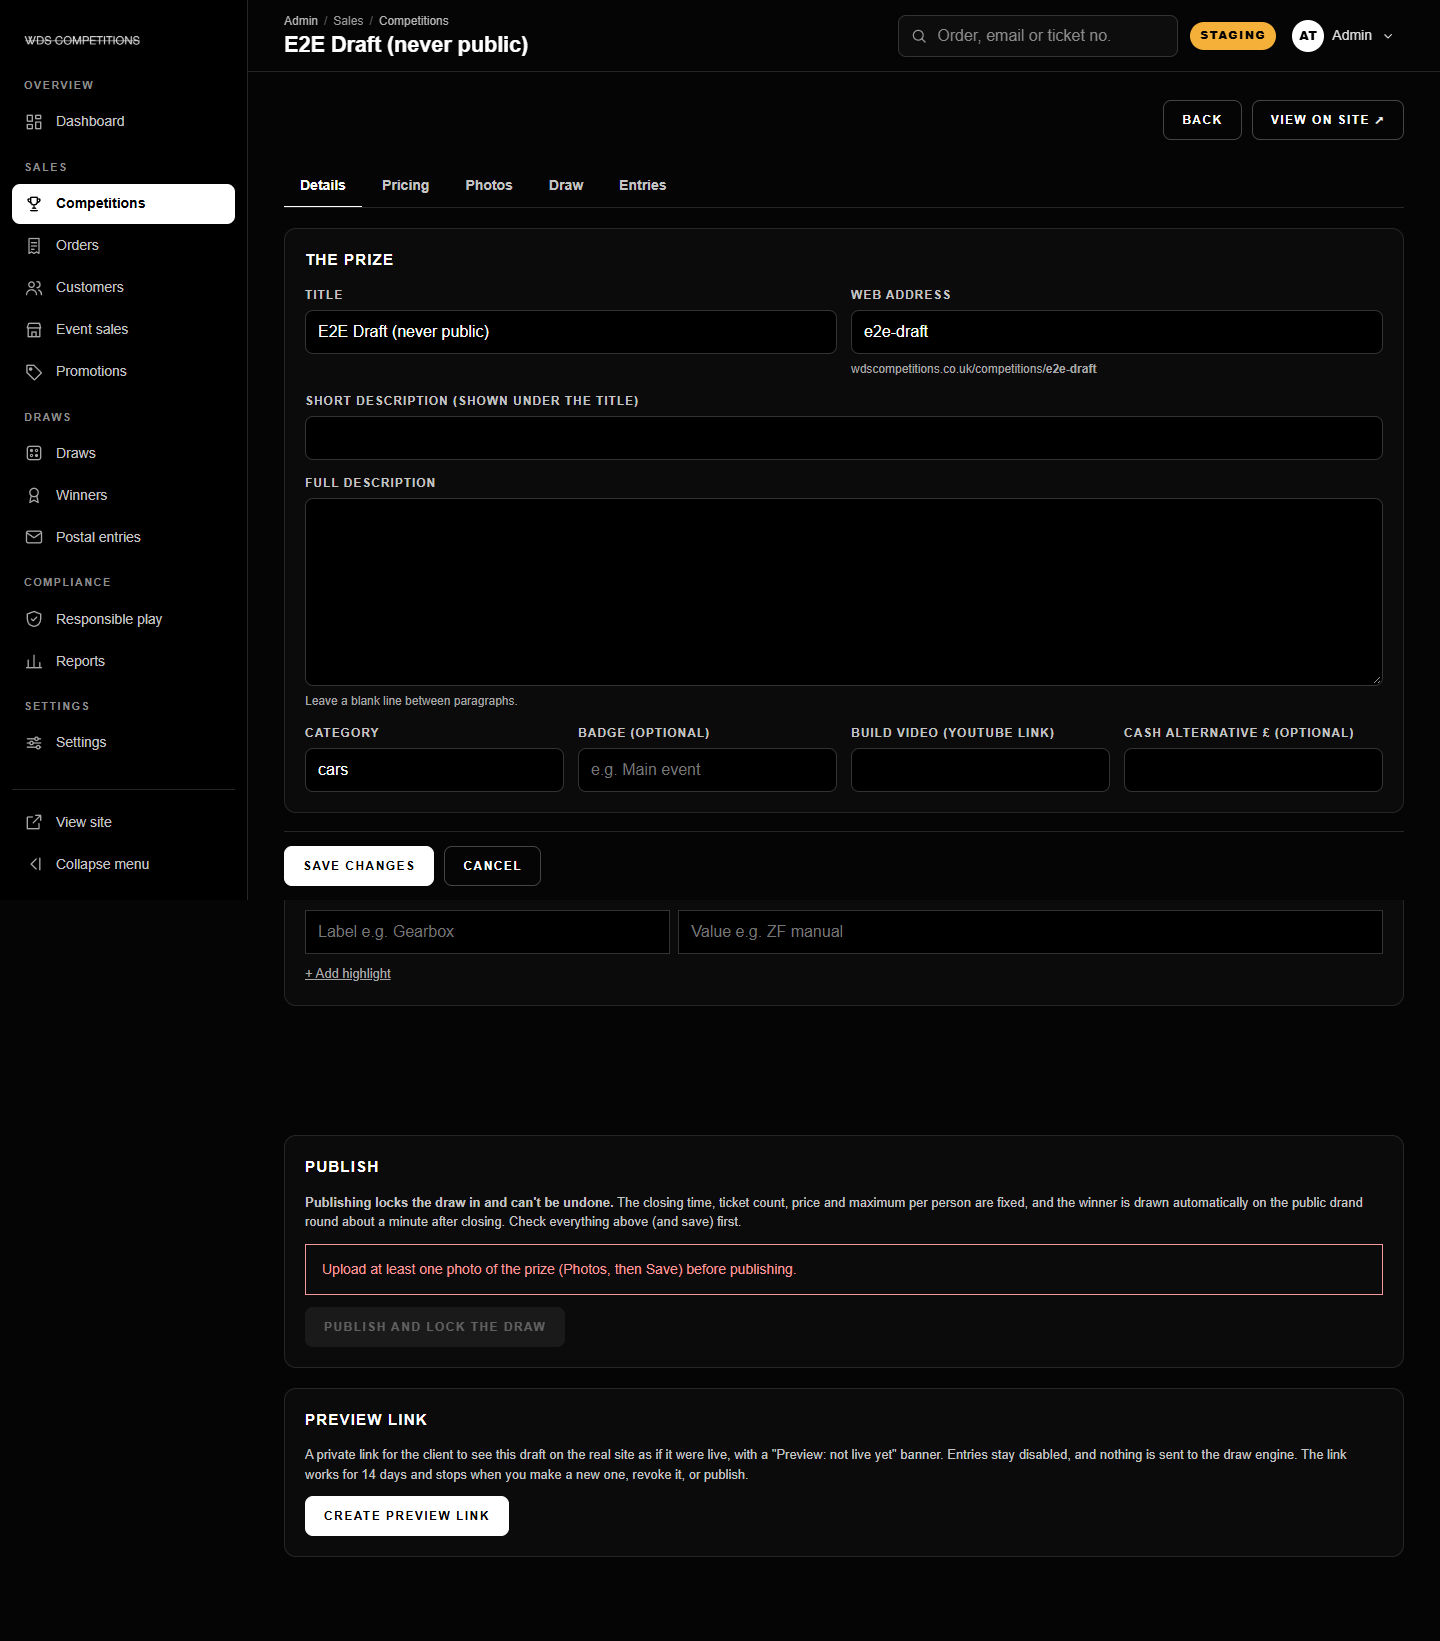 WDS COMPETITIONS
OVERVIEW
Dashboard
SALES
Competitions
Orders
Customers
Event sales
Promotions
DRAWS
Draws
Winners
Postal entries
COMPLIANCE
Responsible play
Reports
SETTINGS
Settings
View site
Collapse menu
Admin / Sales / Competitions
E2E Draft (never public)
Order, email or ticket no.
STAGING
AT
Admin
BACK
VIEW ON SITE ↗
Details
Pricing
Photos
Draw
Entries
THE PRIZE
TITLE
E2E Draft (never public)
WEB ADDRESS
e2e-draft
wdscompetitions.co.uk/competitions/e2e-draft
SHORT DESCRIPTION (SHOWN UNDER THE TITLE)
FULL DESCRIPTION
Leave a blank line between paragraphs.
CATEGORY
cars
BADGE (OPTIONAL)
e.g. Main event
BUILD VIDEO (YOUTUBE LINK)
CASH ALTERNATIVE £ (OPTIONAL)
SAVE CHANGES
CANCEL
Label e.g. Gearbox
Value e.g. ZF manual
+ Add highlight
PUBLISH
Publishing locks the draw in and can't be undone. The closing time, ticket count, price and maximum per person are fixed, and the winner is drawn automatically on the public drand
round about a minute after closing. Check everything above (and save) first.
Upload at least one photo of the prize (Photos, then Save) before publishing.
PUBLISH AND LOCK THE DRAW
PREVIEW LINK
A private link for the client to see this draft on the real site as if it were live, with a "Preview: not live yet" banner. Entries stay disabled, and nothing is sent to the draw engine. The link
works for 14 days and stops when you make a new one, revoke it, or publish.
CREATE PREVIEW LINK